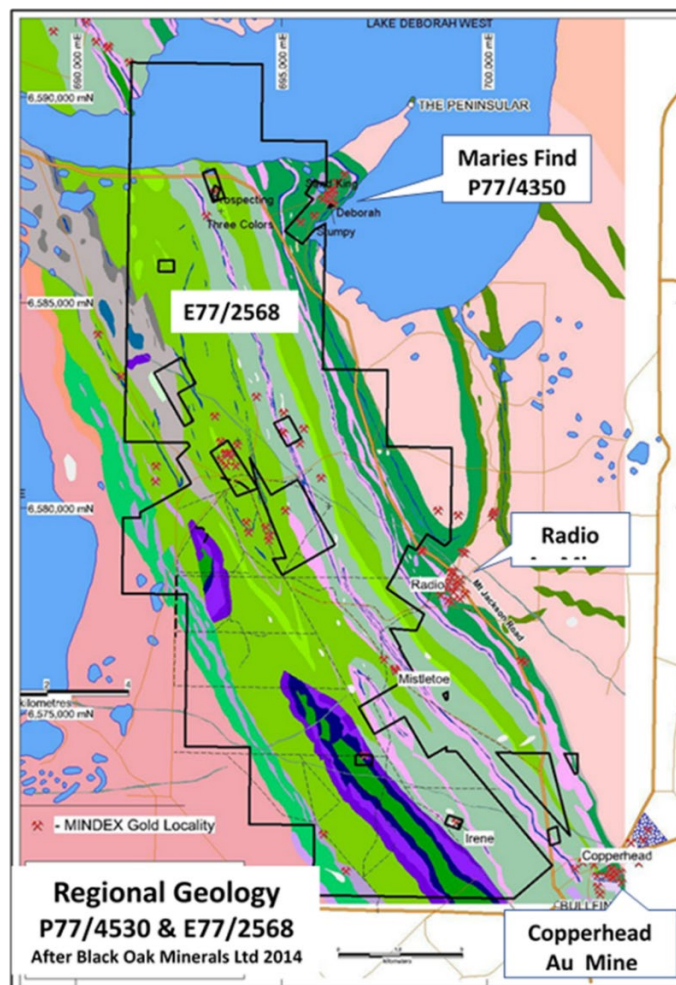 LAKE DEBORAH WEST
690,000 mE
695,000 mE
700,000 mE
6.590,000 mN
THE PENINSULAR
Maries Find
P77/4350
Sand King
Prospecting
Deborah
Three Colors
Stumpy
6,585,000 mN
E77/2568
6,580,000 mN
Radio
Radio
Mt Jackson Road
Mistletoe
2
4
kilometres
6,575,000 mN
- MINDEX Gold Locality
Irene
Copperhead
Regional Geology
P77/4530 & E77/2568
After Black Oak Minerals Ltd 2014
Copperhead
Au Mine